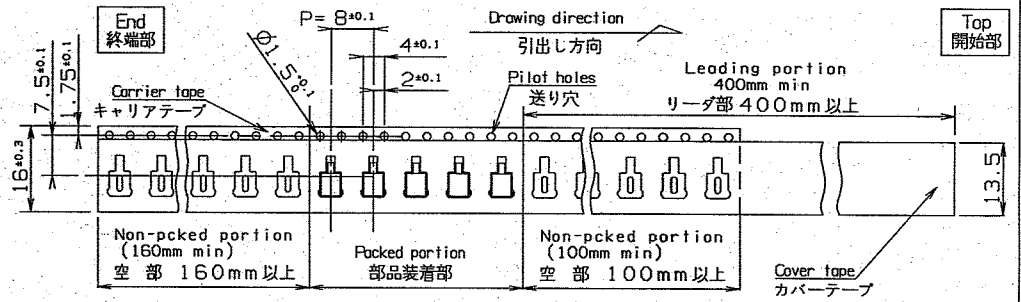 End
終端部
P= 8±0.1
Drawing direction
引出し方向
Top
開始部
4±0.1
2±0.1
Ø1.5+0.1 0
7.5±0.1
1.75±0.1
Carrier tape
キャリアテープ
Pilot holes
送り穴
Leading portion
400mm min
リーダ部 400mm以上
16±0.3
13.5
Non-pcked portion
(160mm min)
空 部 160mm以上
Packed portion
部品装着部
Non-pcked portion
(100mm min)
空 部 100mm以上
Cover tape
カバーテープ